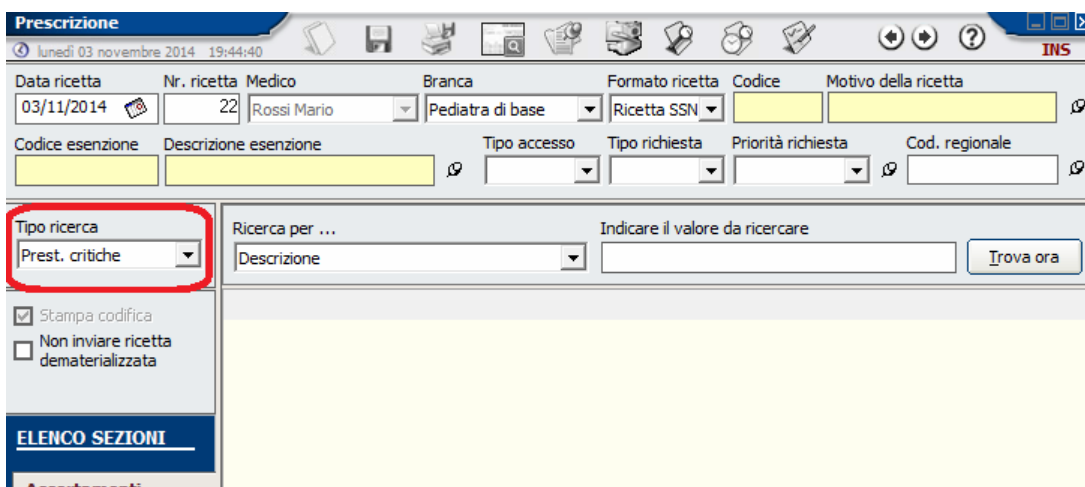 Prescrizione
lunedì 03 novembre 2014 19:44:40
INS
Data ricetta Nr. ricetta Medico Branca Formato ricetta Codice Motivo della ricetta
03/11/2014 22 Rossi Mario Pediatra di base Ricetta SSN
Codice esenzione Descrizione esenzione Tipo accesso Tipo richiesta Priorità richiesta Cod. regionale
Tipo ricerca Ricerca per ... Indicare il valore da ricercare
Prest. critiche Descrizione Trova ora
Stampa codifica
Non inviare ricetta
dematerializzata
ELENCO SEZIONI
Accertamenti